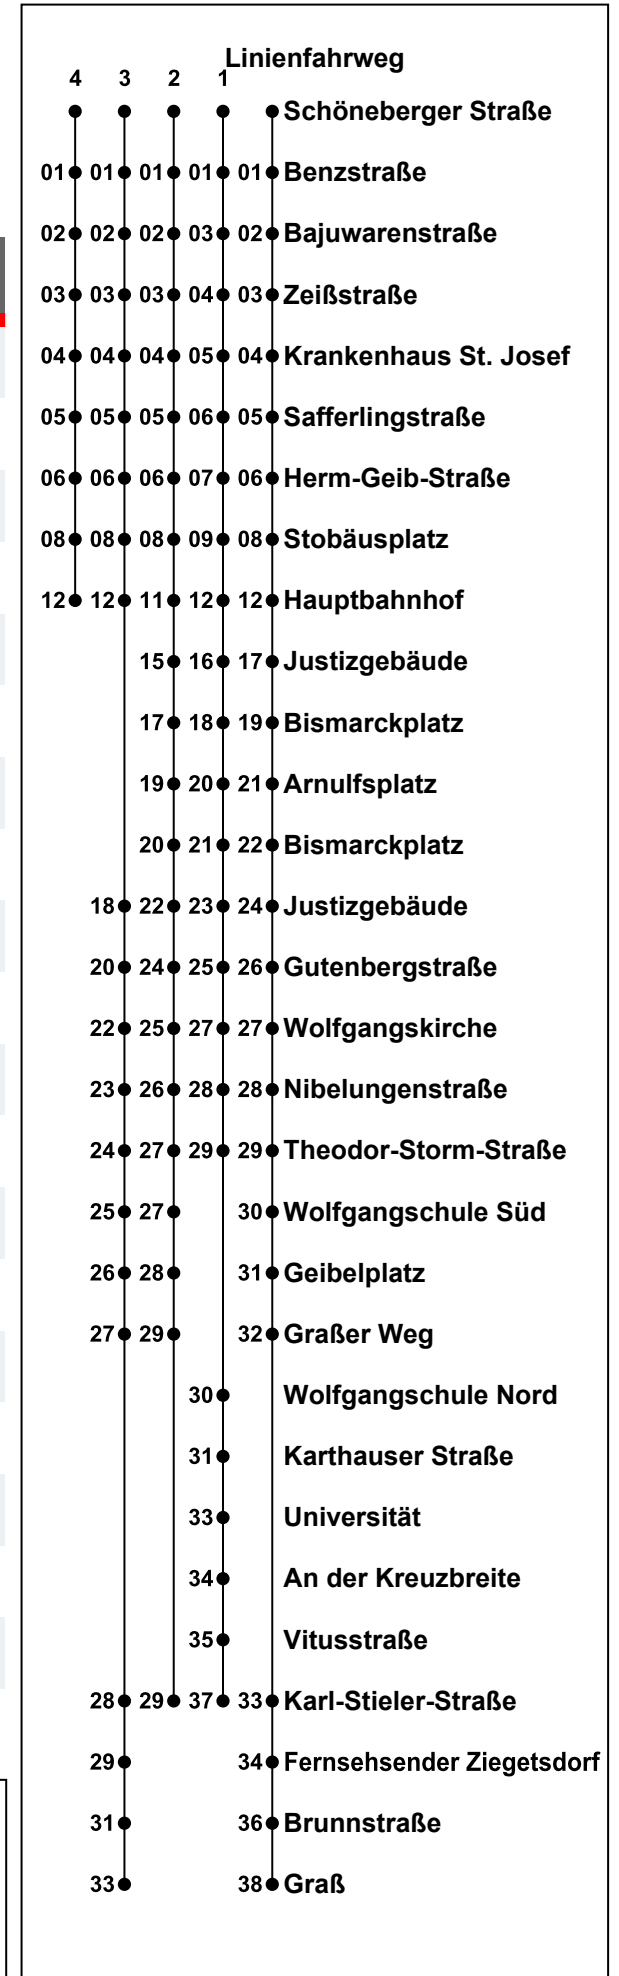 Linienfahrweg
4 3 2 1
Schöneberger Straße
01 01 01 01 01 Benzstraße
02 02 02 03 02 Bajuwarenstraße
03 03 03 04 03 Zeißstraße
04 04 04 05 04 Krankenhaus St. Josef
05 05 05 06 05 Safferlingstraße
06 06 06 07 06 Herm-Geib-Straße
08 08 08 09 08 Stobäusplatz
12 12 11 12 12 Hauptbahnhof
15 16 17 Justizgebäude
17 18 19 Bismarckplatz
19 20 21 Arnulfsplatz
20 21 22 Bismarckplatz
18 22 23 24 Justizgebäude
20 24 25 26 Gutenbergstraße
22 25 27 27 Wolfgangskirche
23 26 28 28 Nibelungenstraße
24 27 29 29 Theodor-Storm-Straße
25 27 30 Wolfgangschule Süd
26 28 31 Geibelplatz
27 29 32 Graßer Weg
30 Wolfgangschule Nord
31 Karthauser Straße
33 Universität
34 An der Kreuzbreite
35 Vitusstraße
28 29 37 33 Karl-Stieler-Straße
29 34 Fernsehsender Ziegetsdorf
31 36 Brunnstraße
33 38 Graß